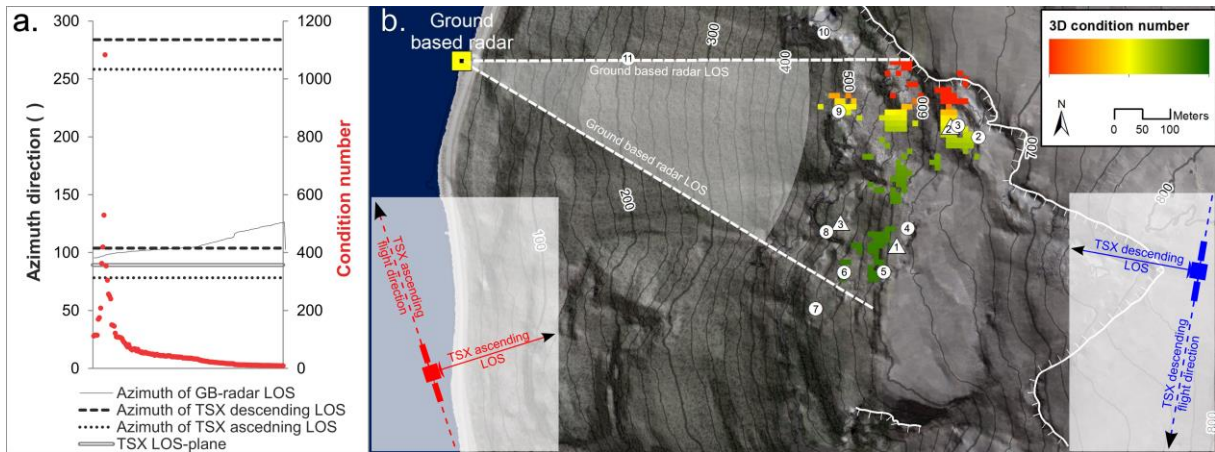 a.
300
250
200
150
100
50
0
Azimuth direction ( )
1200
1000
800
600
400
200
0
Condition number
Azimuth of GB-radar LOS
Azimuth of TSX descending LOS
Azimuth of TSX ascedning LOS
TSX LOS-plane
b.
Ground
based radar
Ground based radar LOS
Ground based radar LOS
100
200
300
400
500
600
700
800
800
1
2
3
2
3
4
5
6
7
8
9
10
11
TSX ascending
flight direction
TSX ascending
LOS
TSX descending
LOS
TSX descending
flight direction
3D condition number
N
0
50
100
Meters